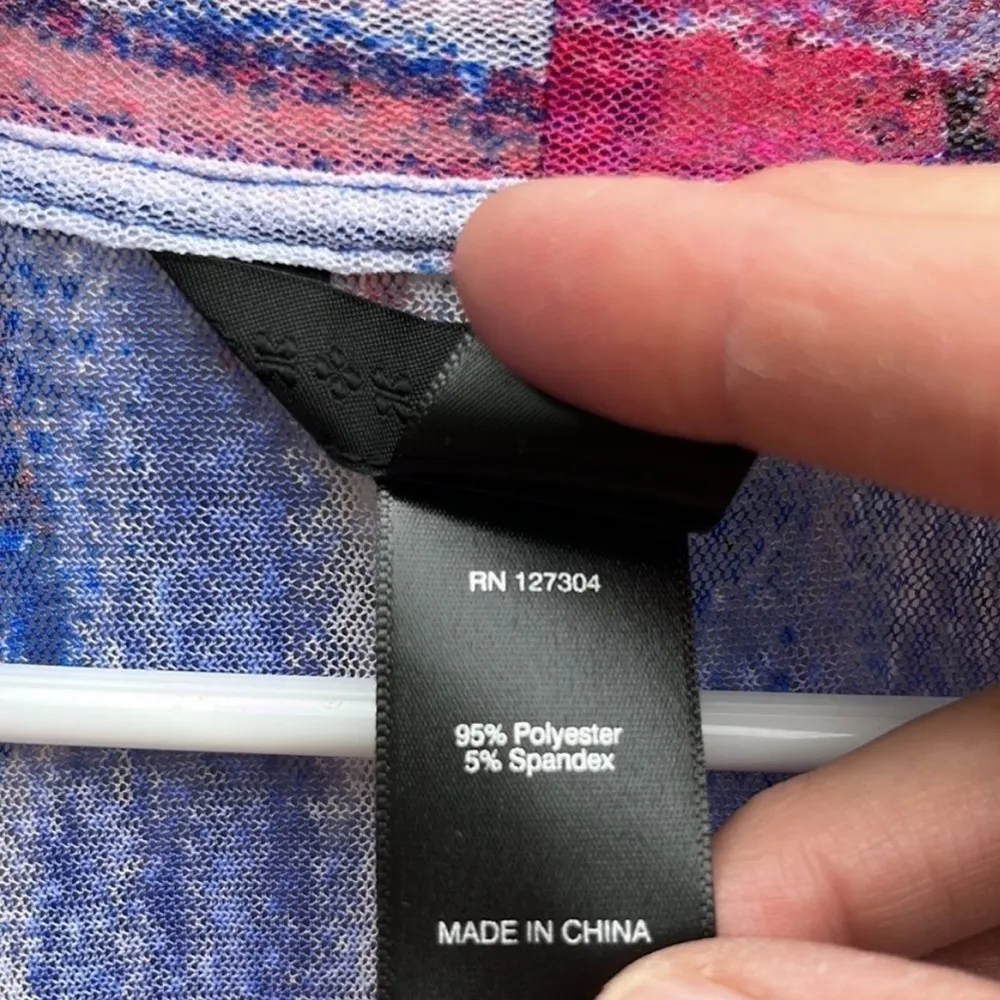 RN 127304
95% Polyester
5% Spandex
MADE IN CHINA